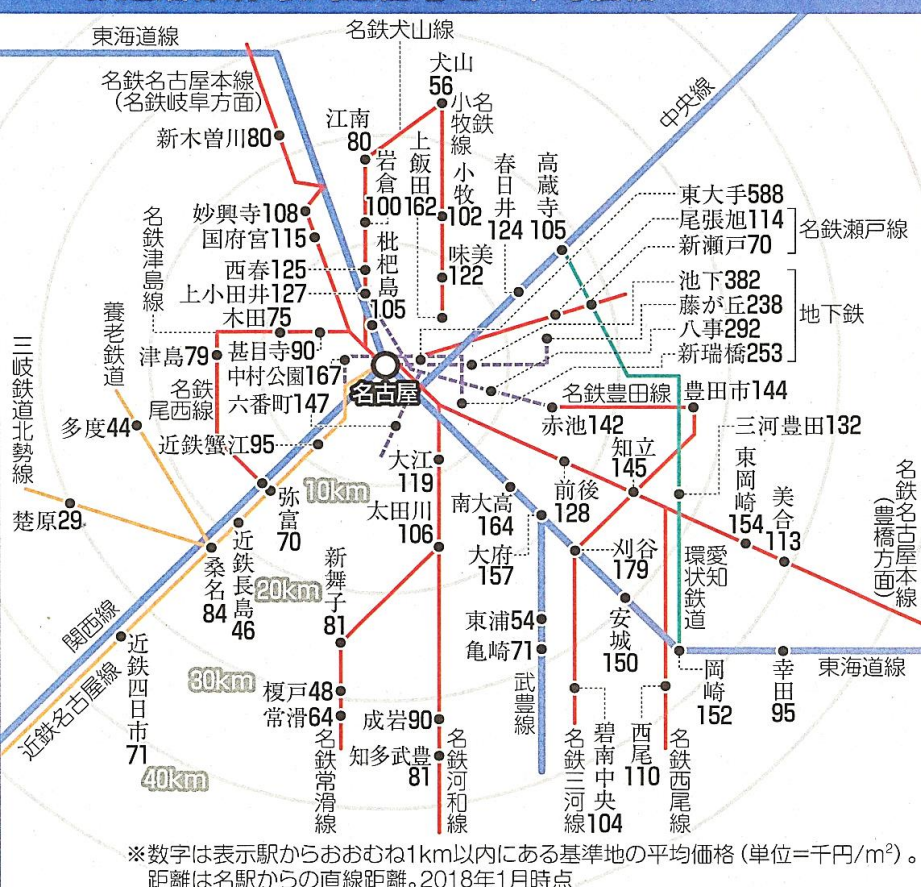 東海道線
名鉄犬山線
名鉄名古屋本線
（名鉄岐阜方面）
新木曽川80
犬山
56
名鉄
小牧線
中央線
江南
80
岩倉
100
上飯田
162
小牧
102
春日井
124
高蔵寺
105
味美
122
東大手588
尾張旭114
新瀬戸70
名鉄瀬戸線
池下382
藤が丘238
八事292
新瑞橋253
地下鉄
妙興寺108
国府宮115
西春125
上小田井127
枇杷島
105
名鉄津島線
木田75
甚目寺90
津島79
名鉄
尾西線
中村公園167
六番町147
名古屋
養老鉄道
三岐鉄道北勢線
多度44
近鉄蟹江95
楚原29
弥富
70
桑名
84
近鉄長島
46
関西線
近鉄名古屋線
近鉄四日市
71
10km
20km
30km
40km
名鉄豊田線
豊田市144
赤池142
三河豊田132
知立
145
前後
128
東岡崎
154
美合
113
名鉄名古屋本線
（豊橋方面）
大江
119
太田川
106
南大高
164
大府
157
刈谷
179
安城
150
愛知
環状鉄道
岡崎
152
幸田
95
東海道線
新舞子
81
榎戸48
常滑64
名鉄常滑線
成岩90
知多武豊
81
名鉄河和線
東浦54
亀崎71
武豊線
名鉄三河線
碧南中央
104
西尾
110
名鉄西尾線
※数字は表示駅からおおむね1km以内にある基準地の平均価格（単位=千円/m²）。
距離は名駅からの直線距離。2018年1月時点